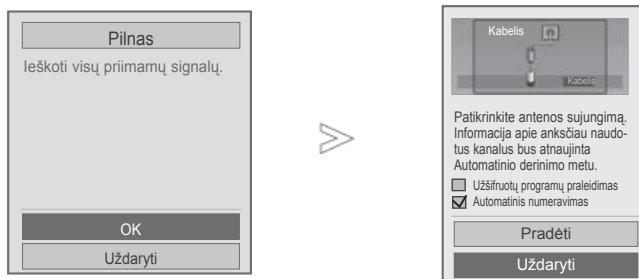 Pilnas
Ieškoti visų priimamų signalų.
OK
Uždaryti
Kabelis
Kabelis
Patikrinkite antenos sujungimą.
Informacija apie anksčiau naudo-
tus kanalus bus atnaujinta
Automatinio derinimo metu.
Užšifruotų programų praleidimas
Automatinis numeravimas
Pradėti
Uždaryti